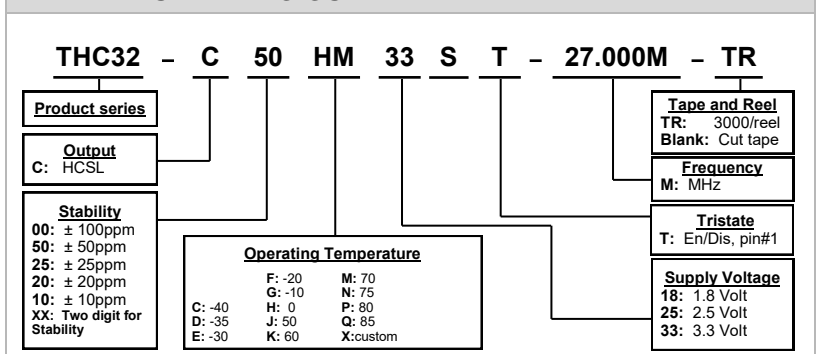 THC32 – C 50 HM 33 S T – 27.000M – TR
Product series
Output
C: HCSL
Stability
00: ± 100ppm
50: ± 50ppm
25: ± 25ppm
20: ± 20ppm
10: ± 10ppm
XX: Two digit for
Stability
Operating Temperature
F: -20 M: 70
G: -10 N: 75
C: -40 H: 0 P: 80
D: -35 J: 50 Q: 85
E: -30 K: 60 X:custom
Tape and Reel
TR: 3000/reel
Blank: Cut tape
Frequency
M: MHz
Tristate
T: En/Dis, pin#1
Supply Voltage
18: 1.8 Volt
25: 2.5 Volt
33: 3.3 Volt